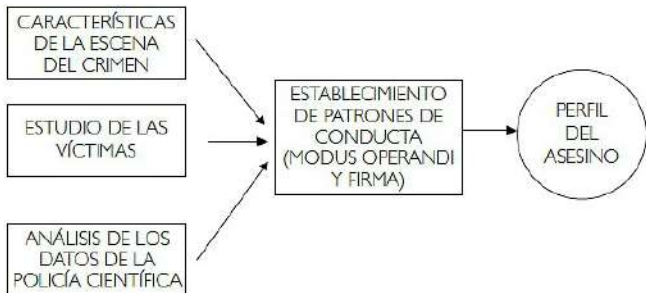 CARACTERÍSTICAS
DE LA ESCENA
DEL CRIMEN
ESTUDIO DE LAS
VÍCTIMAS
ANÁLISIS DE LOS
DATOS DE LA
POLICÍA CIENTÍFICA
ESTABLECIMIENTO
DE PATRONES DE
CONDUCTA
(MODUS OPERANDI
Y FIRMA)
PERFIL
DEL
ASESINO